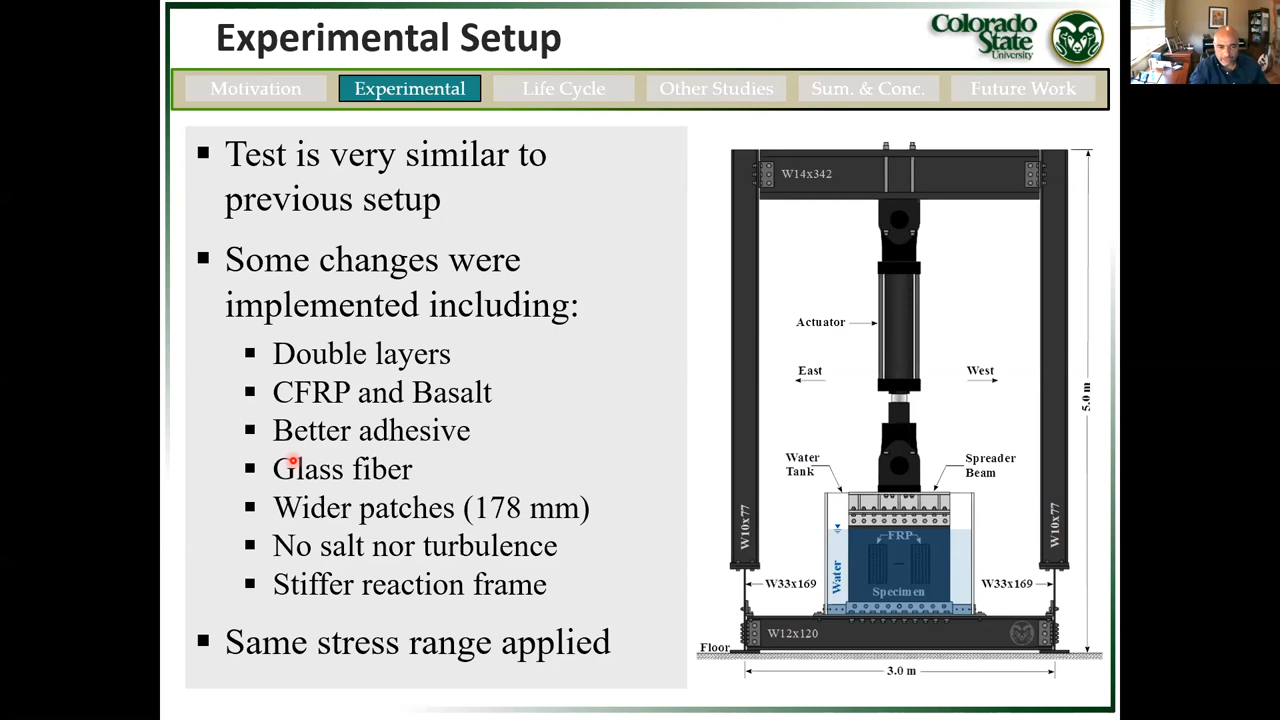 Experimental Setup
Colorado
State
University
Motivation
Experimental
Life Cycle
Other Studies
Sum. & Conc.
Future Work
▪ Test is very similar to
previous setup
▪ Some changes were
implemented including:
▪ Double layers
▪ CFRP and Basalt
▪ Better adhesive
▪ Glass fiber
▪ Wider patches (178 mm)
▪ No salt nor turbulence
▪ Stiffer reaction frame
▪ Same stress range applied
W14x342
Actuator
East
West
5.0 m
Water
Tank
Spreader
Beam
W10x77
W10x77
FRP
Water
Specimen
W33x169
W33x169
W12x120
Floor
3.0 m